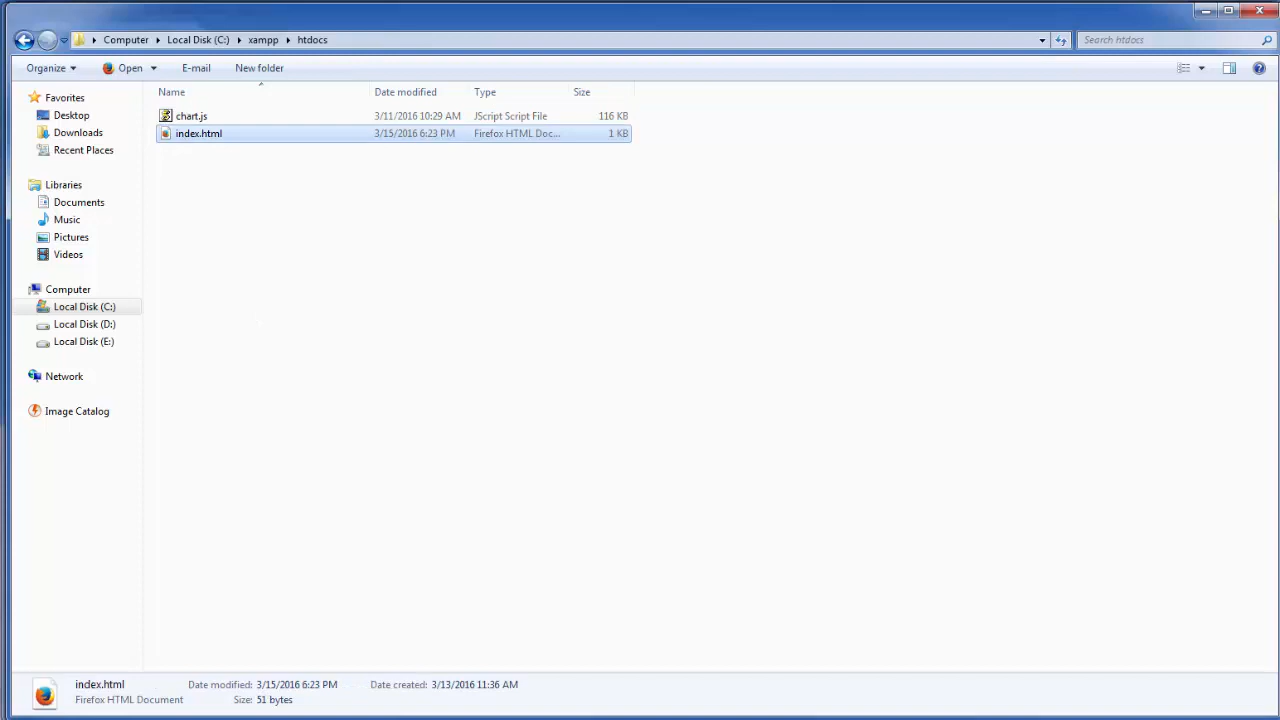 Computer Local Disk (C:) xampp htdocs Search htdocs
Organize Open E-mail New folder
Name Date modified Type Size
Favorites
Desktop
Downloads
Recent Places
Libraries
Documents
Music
Pictures
Videos
Computer
Local Disk (C:)
Local Disk (D:)
Local Disk (E:)
Network
Image Catalog
chart.js 3/11/2016 10:29 AM JScript Script File 116 KB
index.html 3/15/2016 6:23 PM Firefox HTML Doc... 1 KB
index.html Date modified: 3/15/2016 6:23 PM Date created: 3/13/2016 11:36 AM
Firefox HTML Document Size: 51 bytes